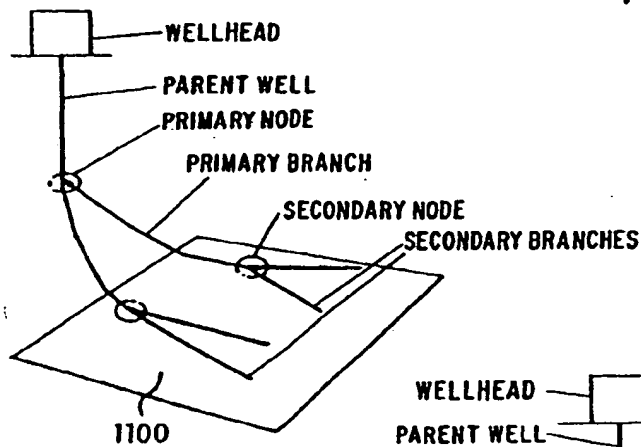 WELLHEAD
PARENT WELL
PRIMARY NODE
PRIMARY BRANCH
SECONDARY NODE
SECONDARY BRANCHES
1100
WELLHEAD
PARENT WELL